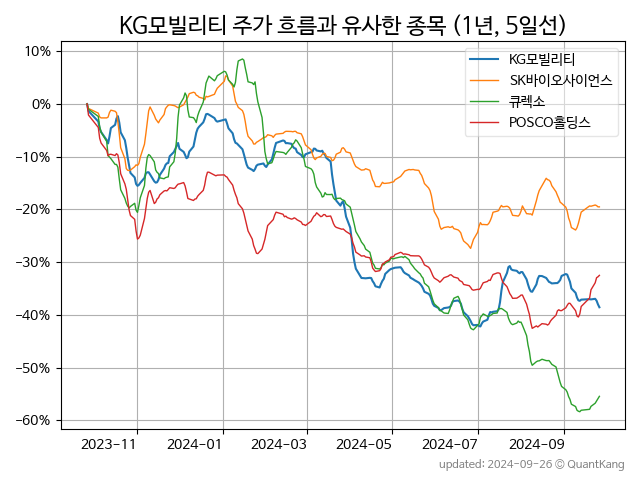 KG모빌리티 주가 흐름과 유사한 종목 (1년, 5일선)
KG모빌리티
SK바이오사이언스
큐렉소
POSCO홀딩스
10%
0%
−10%
−20%
−30%
−40%
−50%
−60%
2023-11 2024-01 2024-03 2024-05 2024-07 2024-09
updated: 2024-09-26 © QuantKang